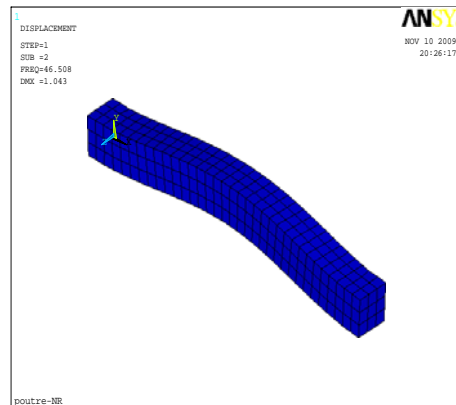 1
DISPLACEMENT
STEP=1
SUB =2
FREQ=46.508
DMX =1.043
ANSY
NOV 10 2009
20:26:17
Y
poutre-NR